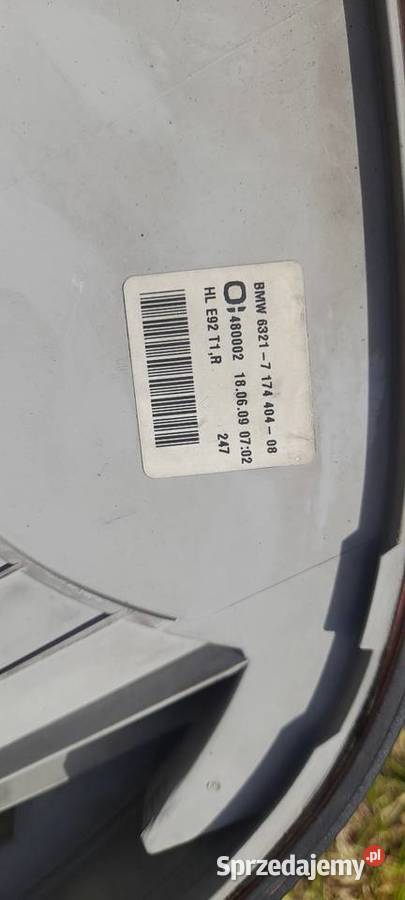 BMW 6321-7 174 404-08
480002 18.06.09 07:02
HL E92 T1,R 247
Sprzedajemy.pl